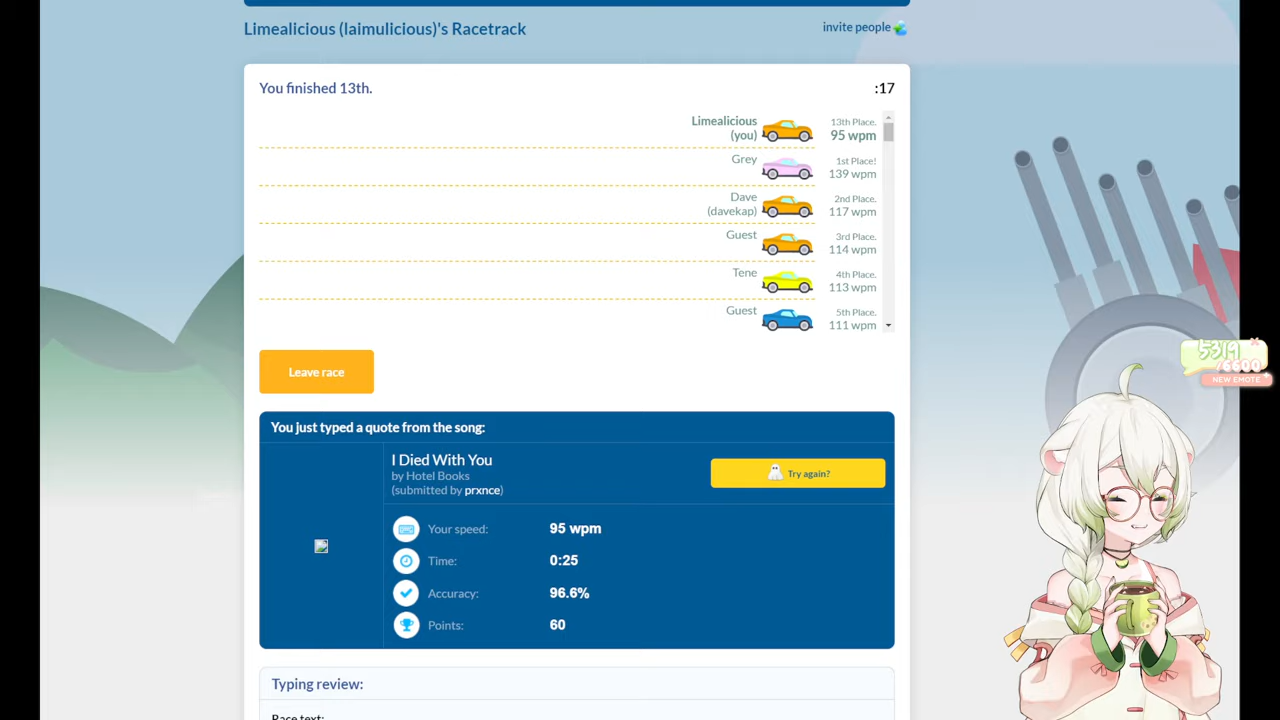 Limealicious (laimulicious)'s Racetrack
invite people
You finished 13th.
:17
Limealicious
(you)
13th Place.
95 wpm
Grey
1st Place!
139 wpm
Dave
(davekap)
2nd Place.
117 wpm
Guest
3rd Place.
114 wpm
Tene
4th Place.
113 wpm
Guest
5th Place.
111 wpm
Leave race
5319
/6600
NEW EMOTE
You just typed a quote from the song:
I Died With You
by Hotel Books
(submitted by prxnce)
Try again?
Your speed:
95 wpm
Time:
0:25
Accuracy:
96.6%
Points:
60
Typing review:
Race text: